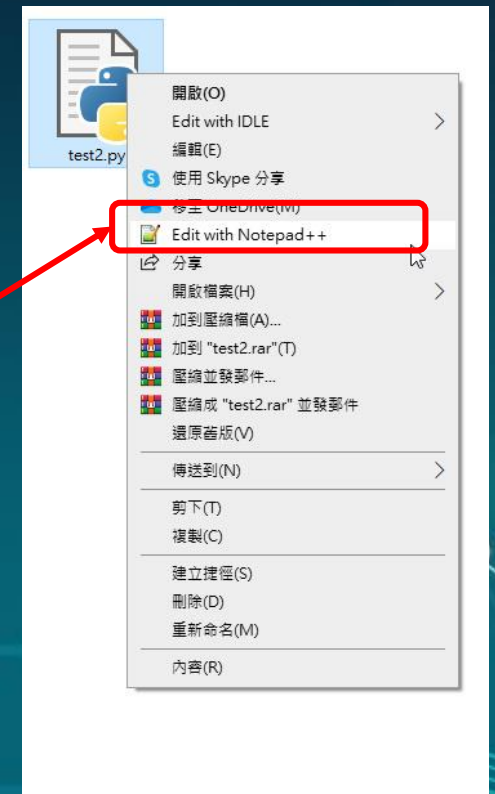 test2.py
開啟(O)
Edit with IDLE
編輯(E)
使用 Skype 分享
移至 OneDrive(M)
Edit with Notepad++
分享
開啟檔案(H)
加到壓縮檔(A)...
加到 "test2.rar"(T)
壓縮並發郵件...
壓縮成 "test2.rar" 並發郵件
還原舊版(V)
傳送到(N)
剪下(T)
複製(C)
建立捷徑(S)
刪除(D)
重新命名(M)
內容(R)